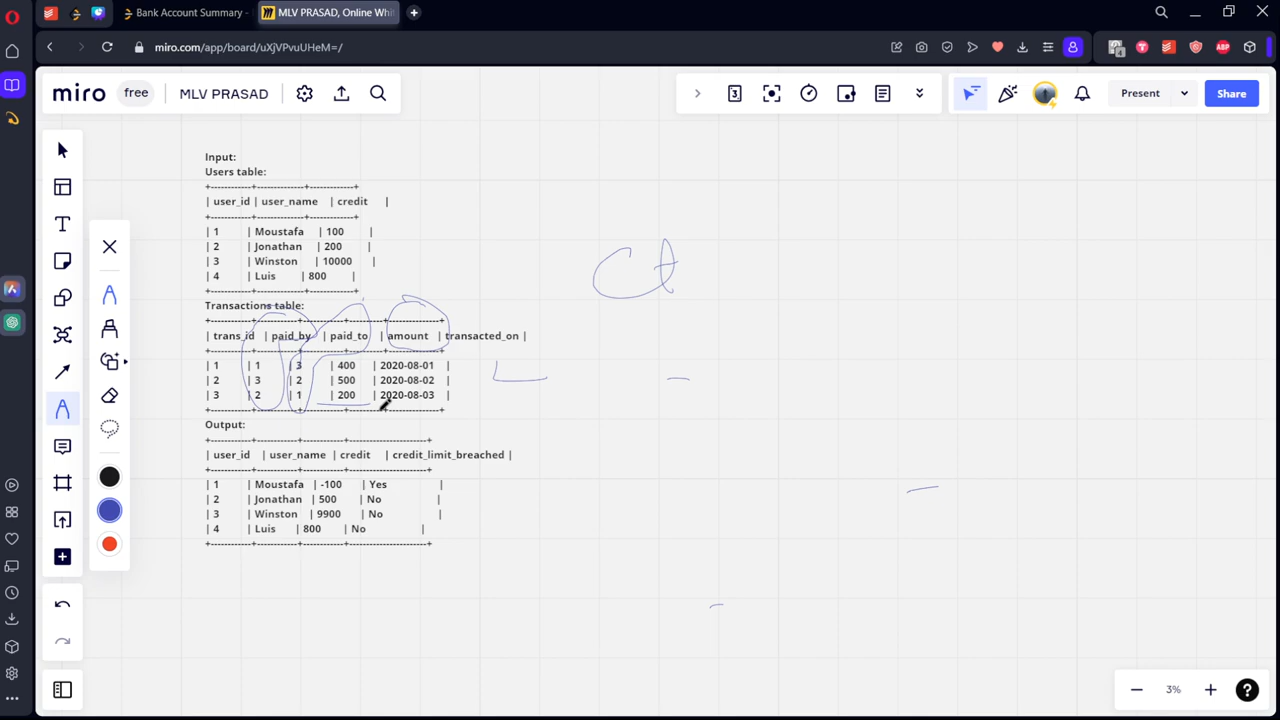 Bank Account Summary -
MLV PRASAD, Online Whi
+
miro.com/app/board/uXjVPvuUHeM=/
ABP
miro free MLV PRASAD
3
Present
Share
Input:
Users table:
+-----------+------------+------------+
| user_id | user_name | credit |
+-----------+------------+------------+
| 1 | Moustafa | 100 |
| 2 | Jonathan | 200 |
| 3 | Winston | 10000 |
| 4 | Luis | 800 |
+-----------+------------+------------+
Transactions table:
+-----------+------------+-----------+-------------------------+
| trans_id | paid_by | paid_to | amount | transacted_on |
+-----------+------------+-----------+-------------------------+
| 1 | 1 | 3 | 400 | 2020-08-01 |
| 2 | 3 | 2 | 500 | 2020-08-02 |
| 3 | 2 | 1 | 200 | 2020-08-03 |
+-----------+------------+-----------+-------------------------+
Output:
+-----------+------------+-----------+----------------------+
| user_id | user_name | credit | credit_limit_breached |
+-----------+------------+-----------+----------------------+
| 1 | Moustafa | -100 | Yes |
| 2 | Jonathan | 500 | No |
| 3 | Winston | 9900 | No |
| 4 | Luis | 800 | No |
+-----------+------------+-----------+----------------------+
Ct
3%
?